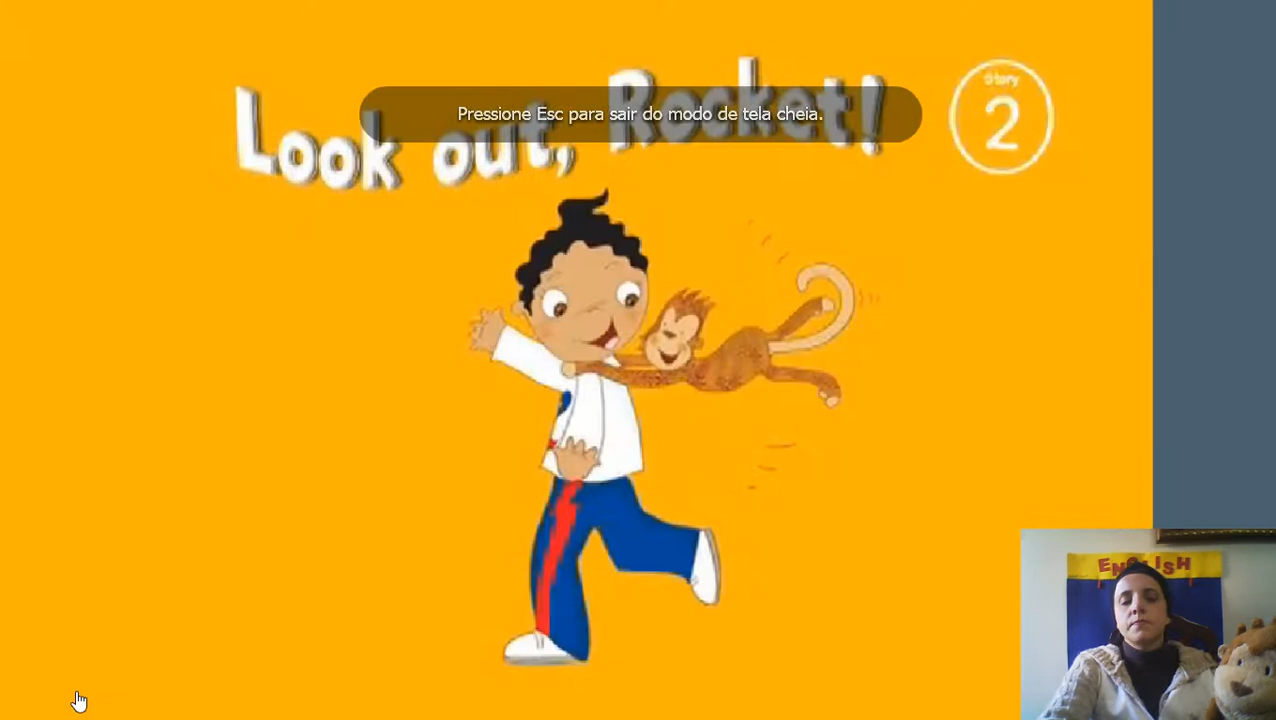 Look out, Rocket!
Story
2
Pressione Esc para sair do modo de tela cheia.
ENGLISH